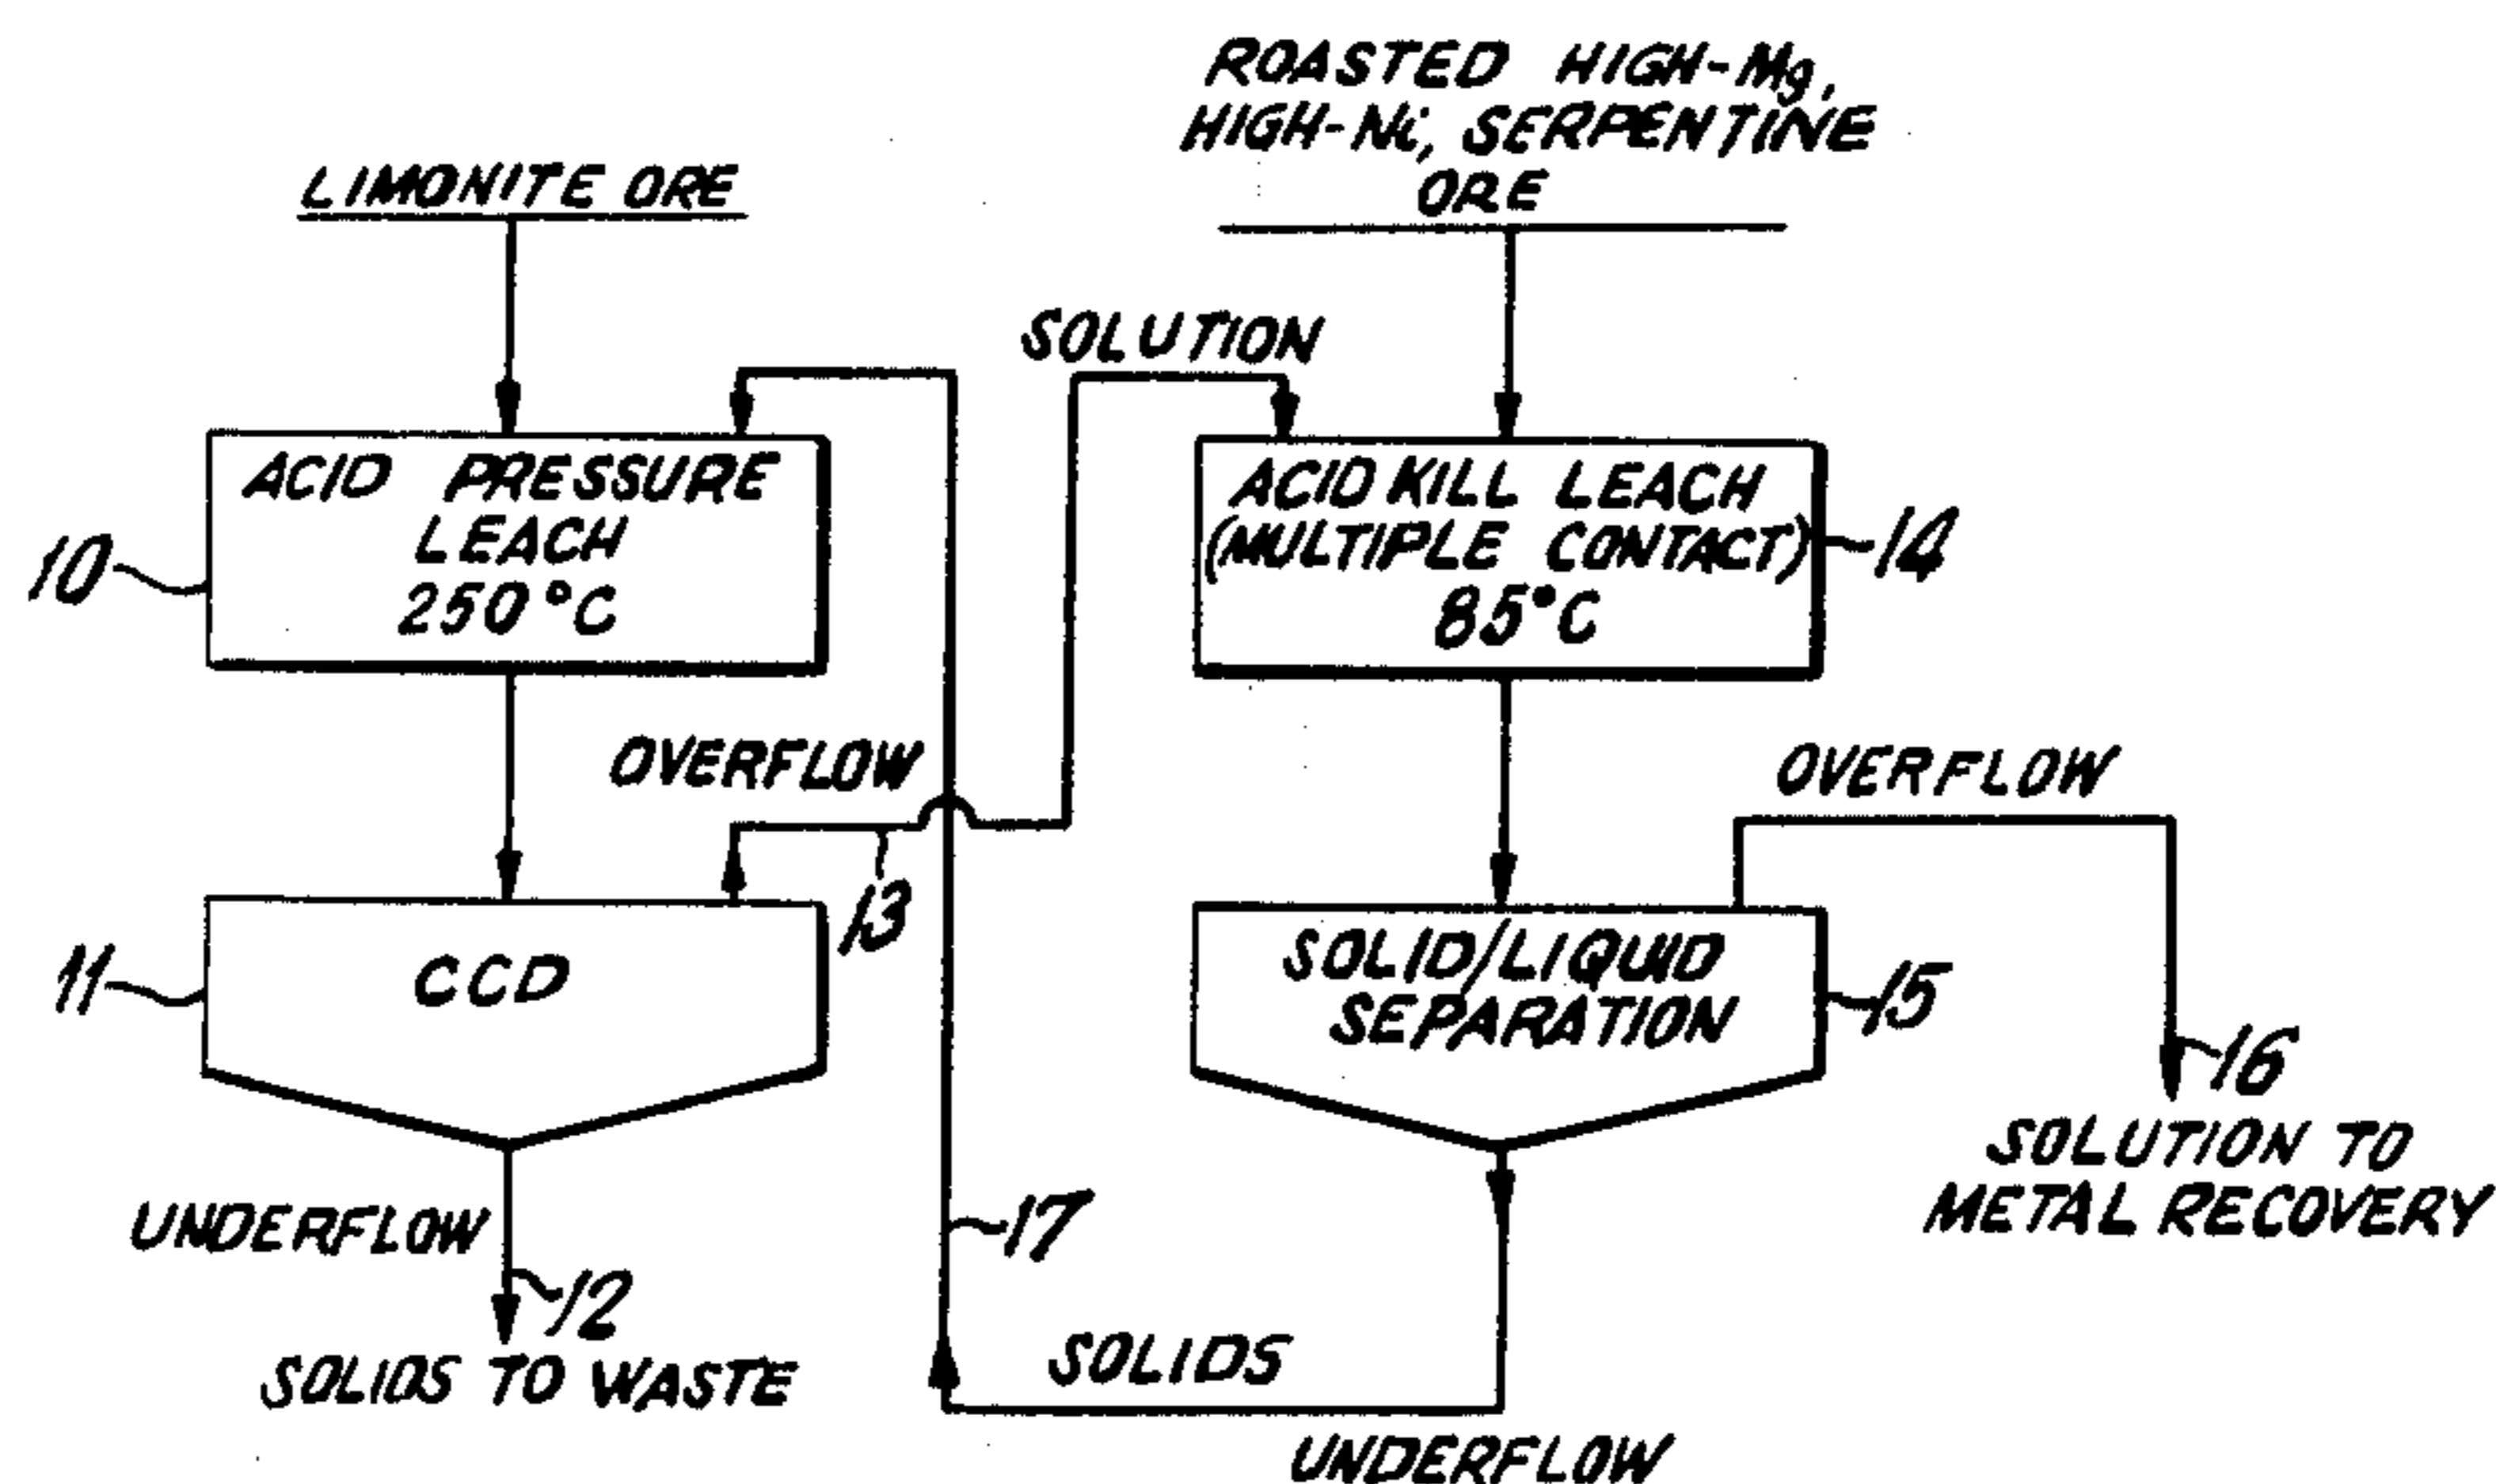 LIMONITE ORE
ROASTED HIGH-Mg,
HIGH-Ni, SERPENTINE
ORE
SOLUTION
ACID PRESSURE
LEACH
250°C
10
ACID KILL LEACH
(MULTIPLE CONTACT)
85°C
14
OVERFLOW
13
OVERFLOW
CCD
11
SOLID/LIQUID
SEPARATION
15
16
SOLUTION TO
METAL RECOVERY
UNDERFLOW
12
SOLIDS TO WASTE
17
SOLIDS
UNDERFLOW